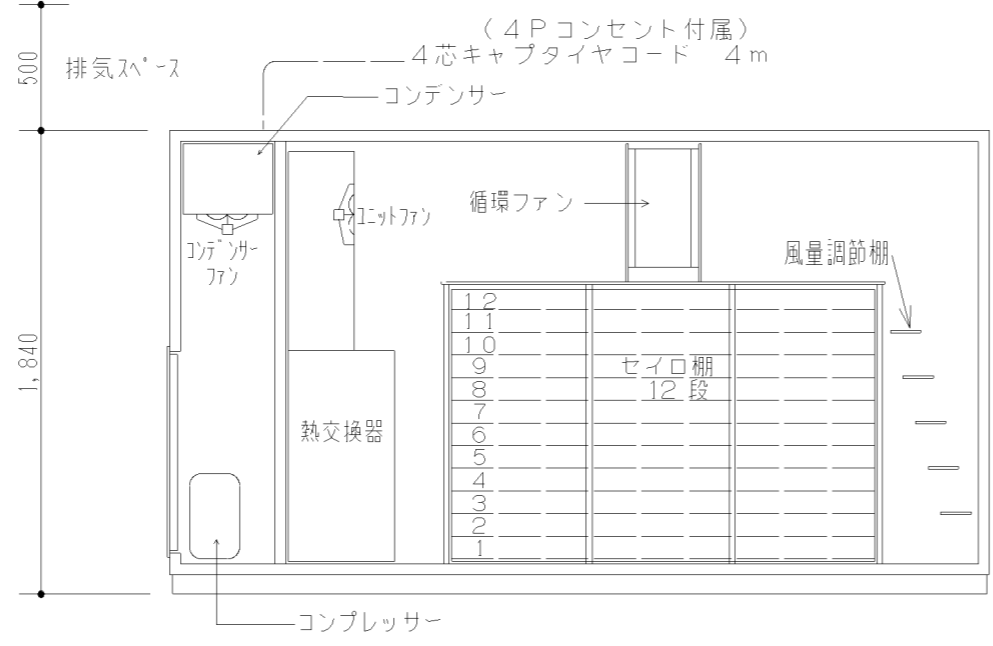 (4Pコンセント付属)
4芯キャプタイヤコード 4m
500
排気スペース
コンデンサー
循環ファン
ユニットファン
コンデンサー
ファン
風量調節棚
12
11
10
9
8
7
6
5
4
3
2
1
セイロ棚
12段
1,840
熱交換器
コンプレッサー